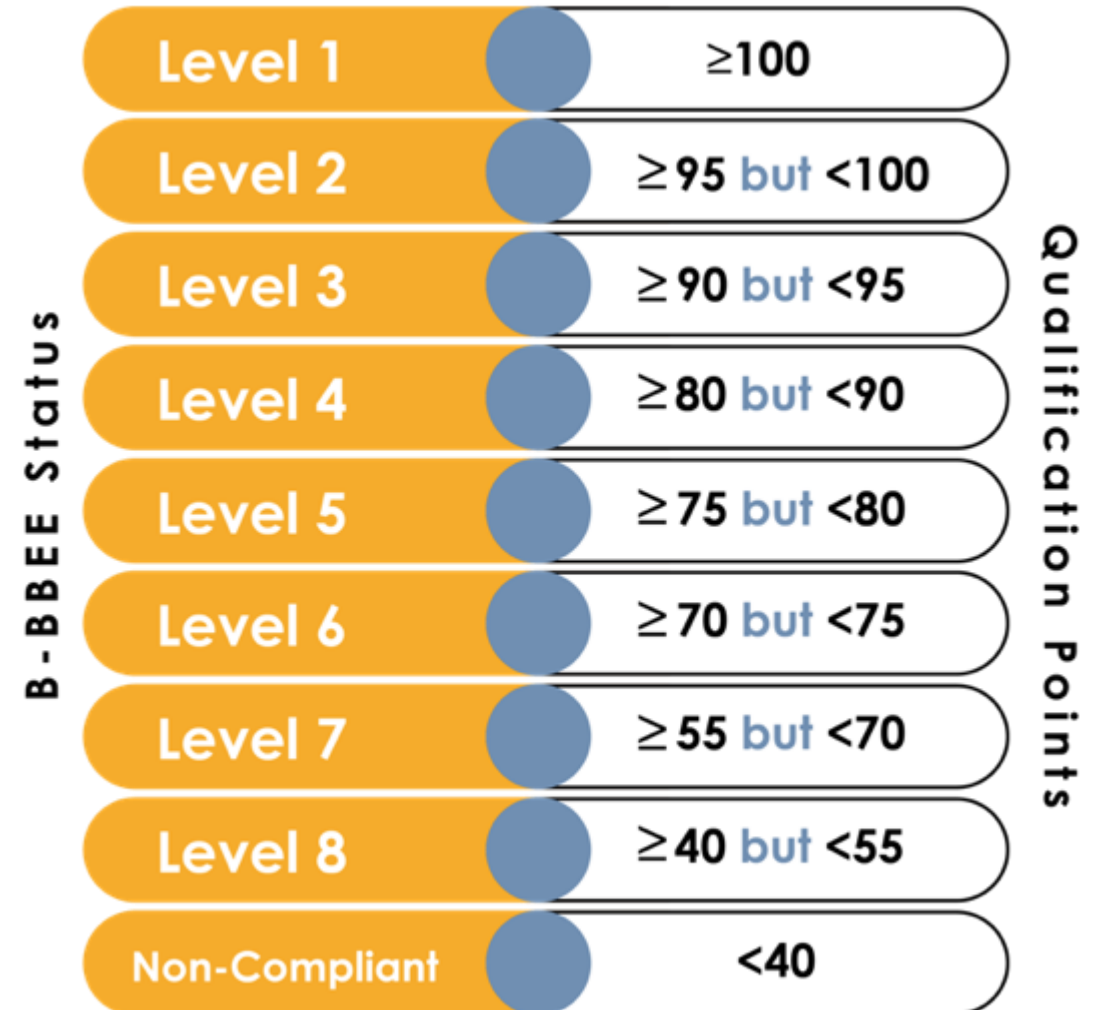 B-BBEE Status
Qualification Points
Level 1 ≥100
Level 2 ≥95 but <100
Level 3 ≥90 but <95
Level 4 ≥80 but <90
Level 5 ≥75 but <80
Level 6 ≥70 but <75
Level 7 ≥55 but <70
Level 8 ≥40 but <55
Non-Compliant <40